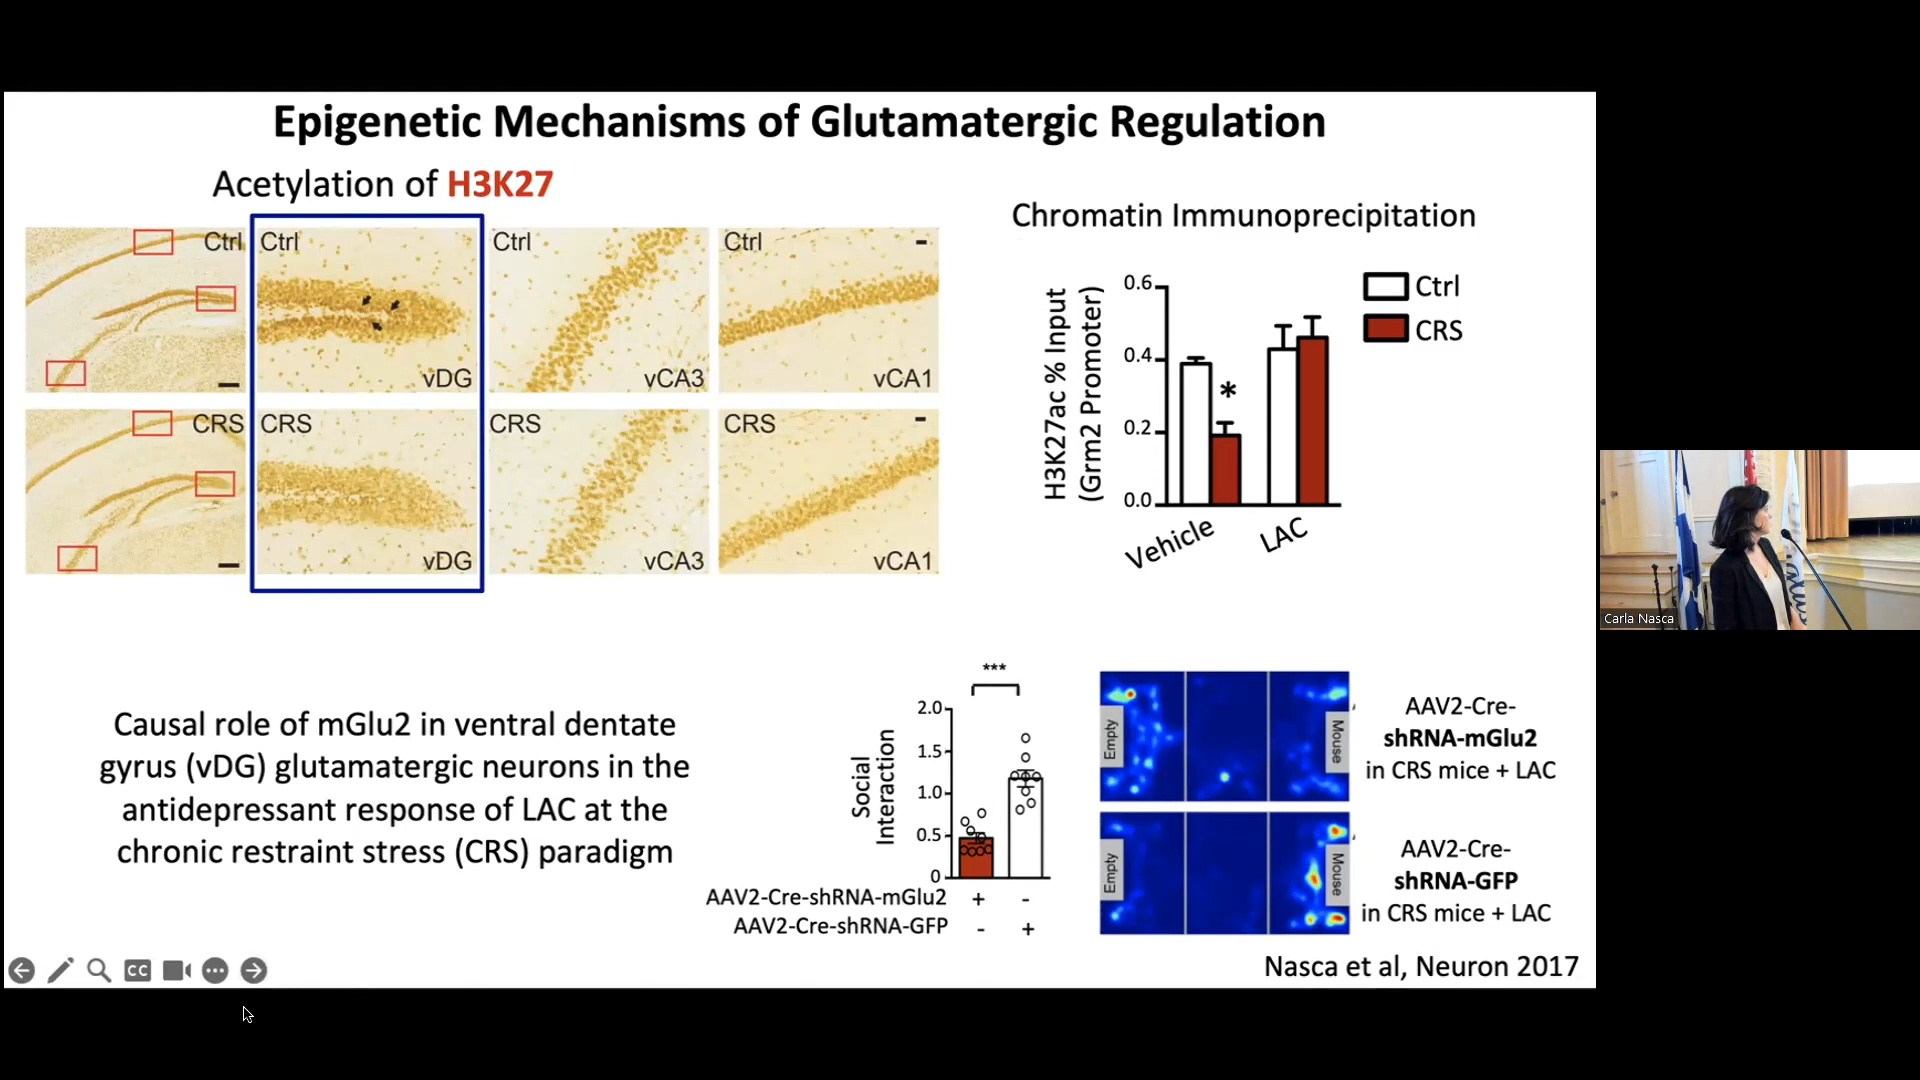 Epigenetic Mechanisms of Glutamatergic Regulation
Acetylation of H3K27
Ctrl
Ctrl
vDG
Ctrl
vCA3
Ctrl
vCA1
CRS
CRS
vDG
CRS
vCA3
CRS
vCA1
Chromatin Immunoprecipitation
H3K27ac % Input
(Grm2 Promoter)
0.6
0.4
0.2
0.0
*
Vehicle
LAC
Ctrl
CRS
Causal role of mGlu2 in ventral dentate
gyrus (vDG) glutamatergic neurons in the
antidepressant response of LAC at the
chronic restraint stress (CRS) paradigm
Social
Interaction
***
2.0
1.5
1.0
0.5
0
AAV2-Cre-shRNA-mGlu2 + -
AAV2-Cre-shRNA-GFP - +
Empty
Mouse
AAV2-Cre-
shRNA-mGlu2
in CRS mice + LAC
Empty
Mouse
AAV2-Cre-
shRNA-GFP
in CRS mice + LAC
Nasca et al, Neuron 2017
CC
Carla Nasca